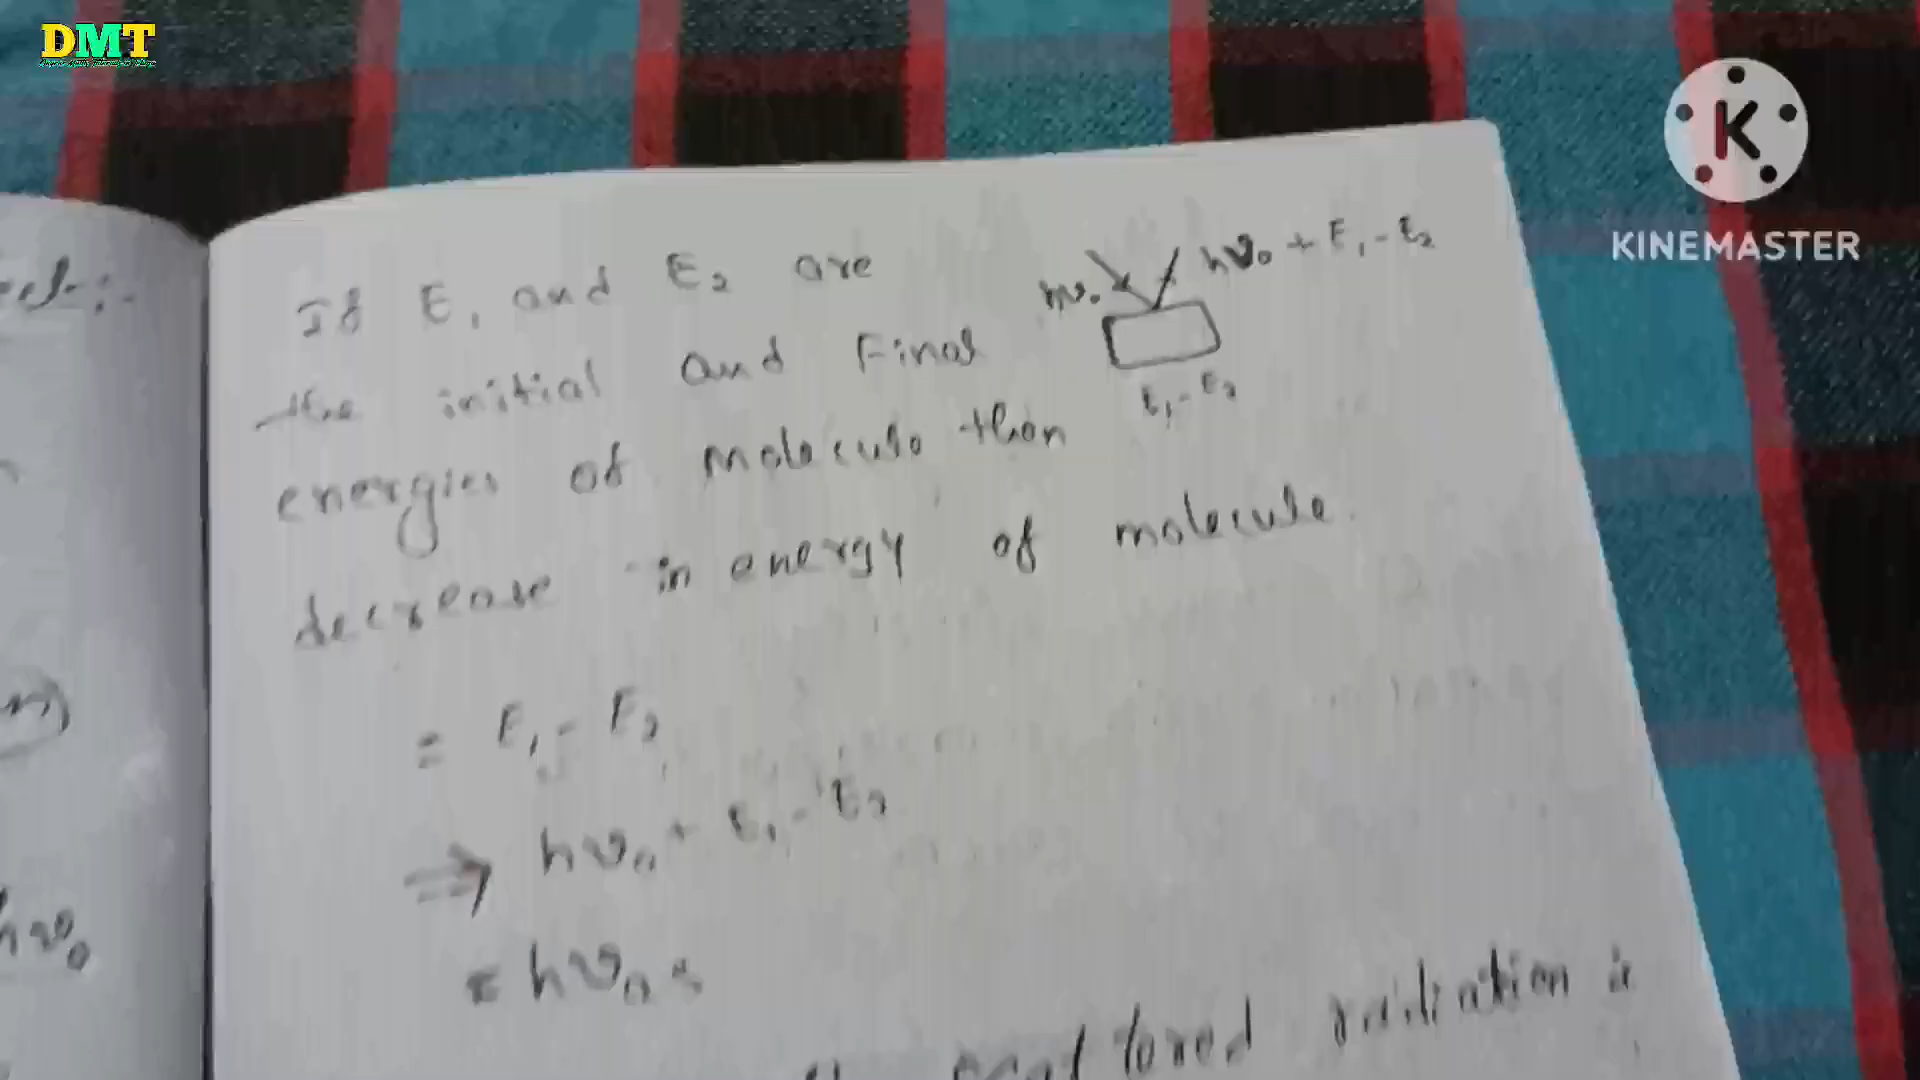 DMT
KINEMASTER
If E1 and E2 are
the initial and Final
energies of molecule then
decrease in energy of molecule.
hν0 + E1 - E2
E1 - E2
= E1 - E2
⇒ hν0 + E1 - E2
= hν0
radiation is
hν0